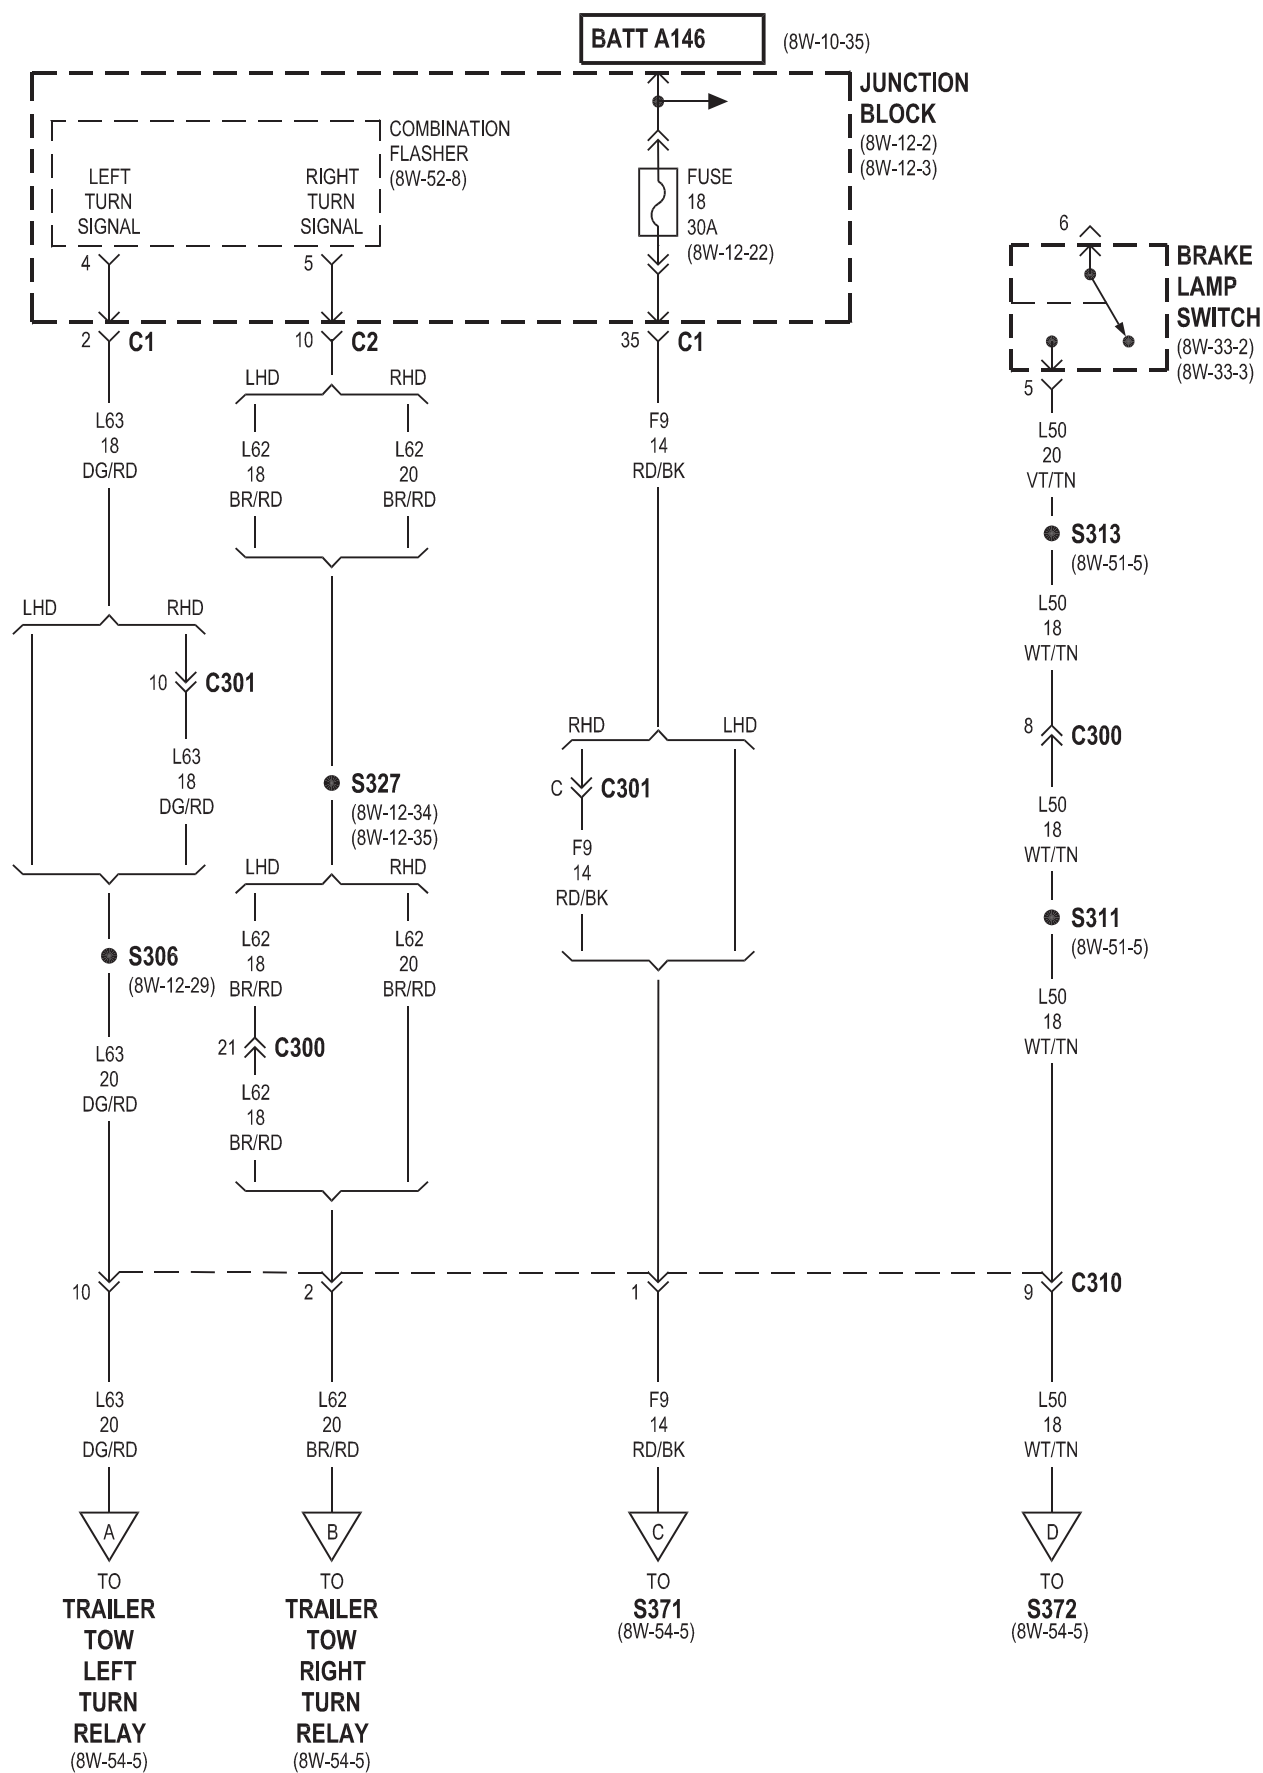 BATT A146
(8W-10-35)
JUNCTION
BLOCK
(8W-12-2)
(8W-12-3)
COMBINATION
FLASHER
(8W-52-8)
LEFT
TURN
SIGNAL
RIGHT
TURN
SIGNAL
FUSE
18
30A
(8W-12-22)
4
5
6
BRAKE
LAMP
SWITCH
(8W-33-2)
(8W-33-3)
2
C1
10
C2
35
C1
5
LHD
RHD
L63
18
DG/RD
L62
18
BR/RD
L62
20
BR/RD
F9
14
RD/BK
L50
20
VT/TN
S313
(8W-51-5)
LHD
RHD
L50
18
WT/TN
10
C301
RHD
LHD
8
C300
L63
18
DG/RD
S327
(8W-12-34)
(8W-12-35)
C
C301
L50
18
WT/TN
F9
14
RD/BK
LHD
RHD
S311
(8W-51-5)
S306
(8W-12-29)
L62
18
BR/RD
L62
20
BR/RD
L50
18
WT/TN
L63
20
DG/RD
21
C300
L62
18
BR/RD
10
2
1
9
C310
L63
20
DG/RD
L62
20
BR/RD
F9
14
RD/BK
L50
18
WT/TN
A
B
C
D
TO
TRAILER
TOW
LEFT
TURN
RELAY
(8W-54-5)
TO
TRAILER
TOW
RIGHT
TURN
RELAY
(8W-54-5)
TO
S371
(8W-54-5)
TO
S372
(8W-54-5)